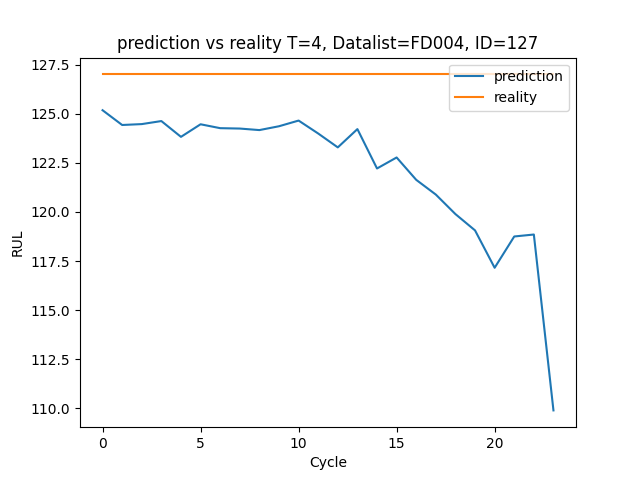 prediction vs reality T=4, Datalist=FD004, ID=127
127.5
125.0
122.5
120.0
117.5
115.0
112.5
110.0
RUL
prediction
reality
0 5 10 15 20
Cycle